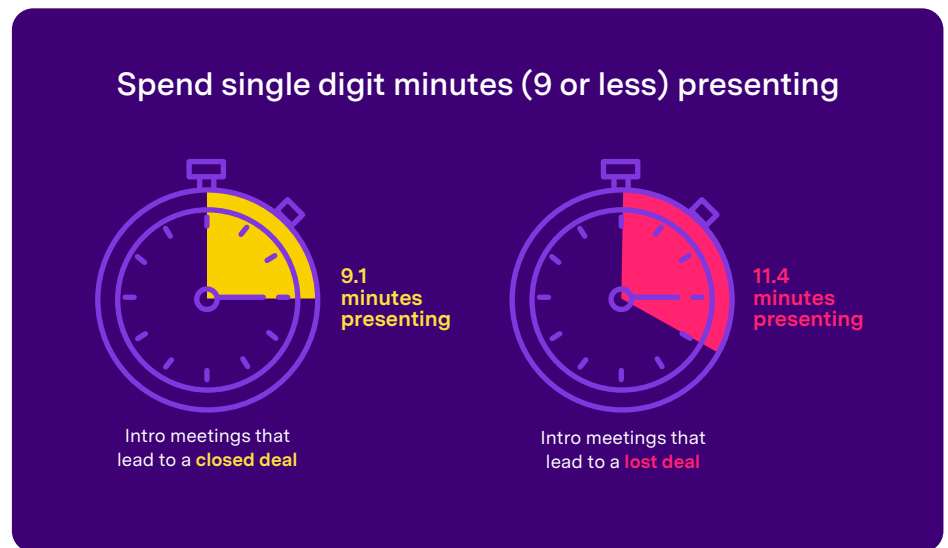 Spend single digit minutes (9 or less) presenting
9.1
minutes
presenting
Intro meetings that
lead to a closed deal
11.4
minutes
presenting
Intro meetings that
lead to a lost deal